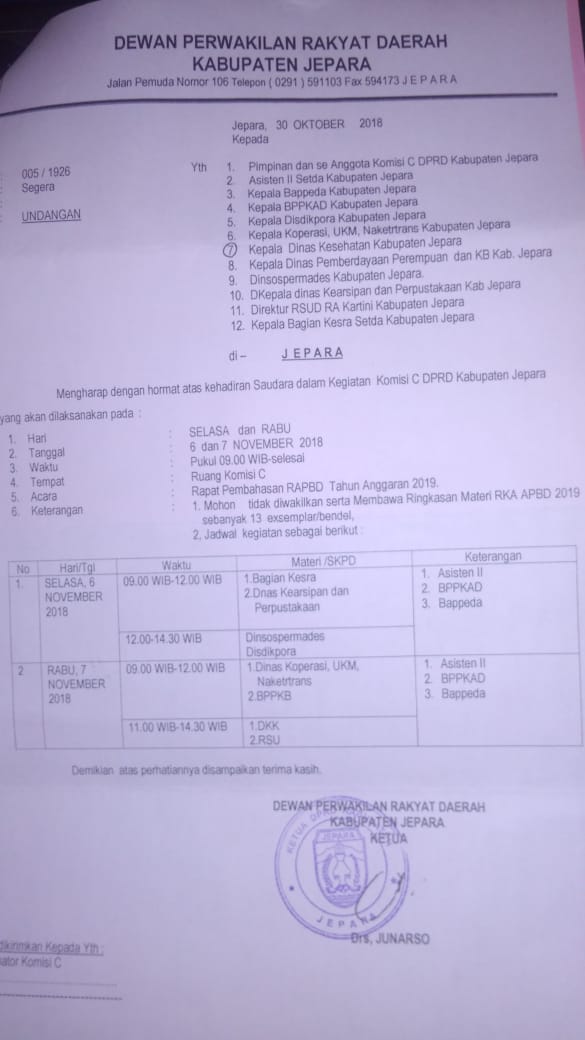 DEWAN PERWAKILAN RAKYAT DAERAH
KABUPATEN JEPARA
Jalan Pemuda Nomor 106 Telepon ( 0291 ) 591103 Fax 594173 J E P A R A
Jepara, 30 OKTOBER 2018
Kepada
: 005 / 1926
: Segera
:
: UNDANGAN
Yth 1. Pimpinan dan se Anggota Komisi C DPRD Kabupaten Jepara
2. Asisten II Setda Kabupaten Jepara
3. Kepala Bappeda Kabupaten Jepara
4. Kepala BPPKAD Kabupaten Jepara
5. Kepala Disdikpora Kabupaten Jepara
6. Kepala Koperasi, UKM, Naketrtrans Kabupaten Jepara
7 Kepala Dinas Kesehatan Kabupaten Jepara
8. Kepala Dinas Pemberdayaan Perempuan dan KB Kab. Jepara
9. Dinsospermades Kabupaten Jepara.
10. DKepala dinas Kearsipan dan Perpustakaan Kab Jepara
11. Direktur RSUD RA Kartini Kabupaten Jepara
12. Kepala Bagian Kesra Setda Kabupaten Jepara
di – J E P A R A
Mengharap dengan hormat atas kehadiran Saudara dalam Kegiatan Komisi C DPRD Kabupaten Jepara
yang akan dilaksanakan pada :
1. Hari : SELASA dan RABU
2. Tanggal : 6 dan 7 NOVEMBER 2018
3. Waktu : Pukul 09.00 WIB-selesai
4. Tempat : Ruang Komisi C
5. Acara : Rapat Pembahasan RAPBD Tahun Anggaran 2019.
6. Keterangan : 1. Mohon tidak diwakilkan serta Membawa Ringkasan Materi RKA APBD 2019
sebanyak 13 exsemplar/bendel,
2. Jadwal kegiatan sebagai berikut :
No Hari/Tgl Waktu Materi /SKPD Keterangan
1. SELASA, 6 09.00 WIB-12.00 WIB 1.Bagian Kesra 1. Asisten II
NOVEMBER 2.Dnas Kearsipan dan 2. BPPKAD
2018 Perpustakaan 3. Bappeda
12.00-14.30 WIB Dinsospermades
Disdikpora
2 RABU, 7 09.00 WIB-12.00 WIB 1.Dinas Koperasi, UKM, 1. Asisten II
NOVEMBER Naketrtrans 2. BPPKAD
2018 2.BPPKB 3. Bappeda
11.00 WIB-14.30 WIB 1.DKK
2.RSU
Demikian atas perhatiannya disampaikan terima kasih.
DEWAN PERWAKILAN RAKYAT DAERAH
KABUPATEN JEPARA
KETUA
KETUA
JEPARA
JEPARA
Drs, JUNARSO
dikirimkan Kepada Yth :
ator Komisi C